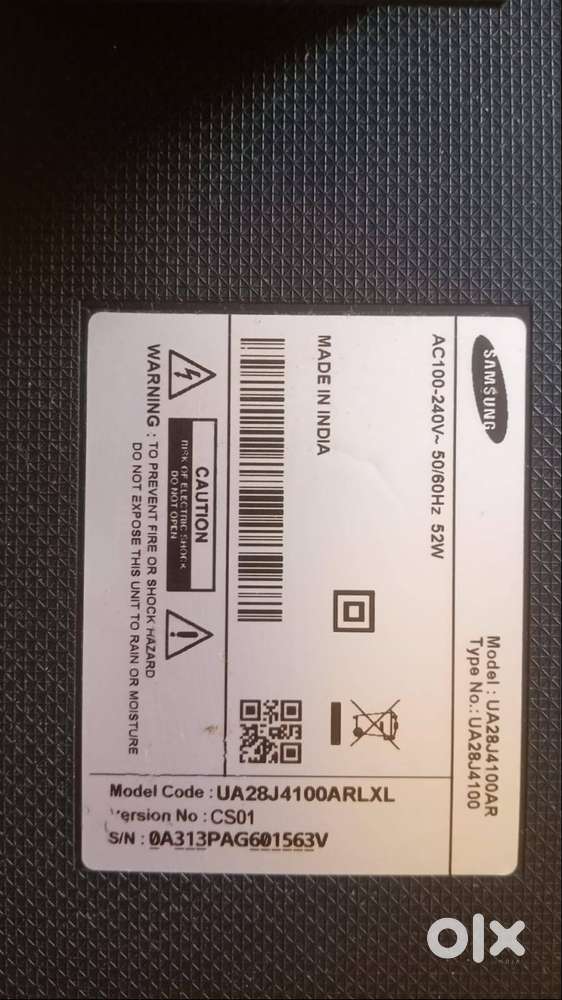 SAMSUNG
Model : UA28J4100AR
Type No.: UA28J4100
AC100-240V~ 50/60Hz 52W
MADE IN INDIA
CAUTION
RISK OF ELECTRIC SHOCK
DO NOT OPEN
WARNING : TO PREVENT FIRE OR SHOCK HAZARD
DO NOT EXPOSE THIS UNIT TO RAIN OR MOISTURE
Model Code : UA28J4100ARLXL
Version No : CS01
S/N : 0A313PAG601563V
olx
INDIA